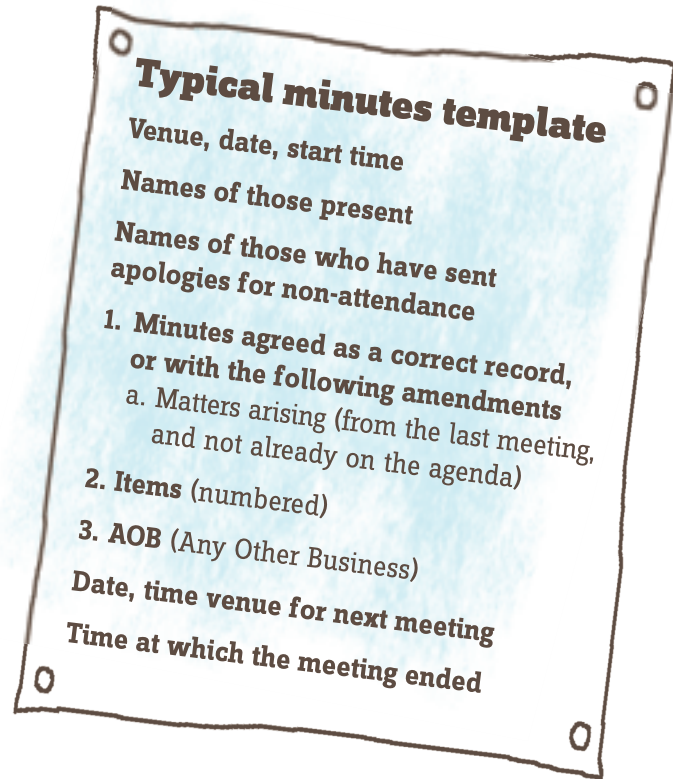 Typical minutes template
Venue, date, start time
Names of those present
Names of those who have sent
apologies for non-attendance
1. Minutes agreed as a correct record,
or with the following amendments
a. Matters arising (from the last meeting,
and not already on the agenda)
2. Items (numbered)
3. AOB (Any Other Business)
Date, time venue for next meeting
Time at which the meeting ended